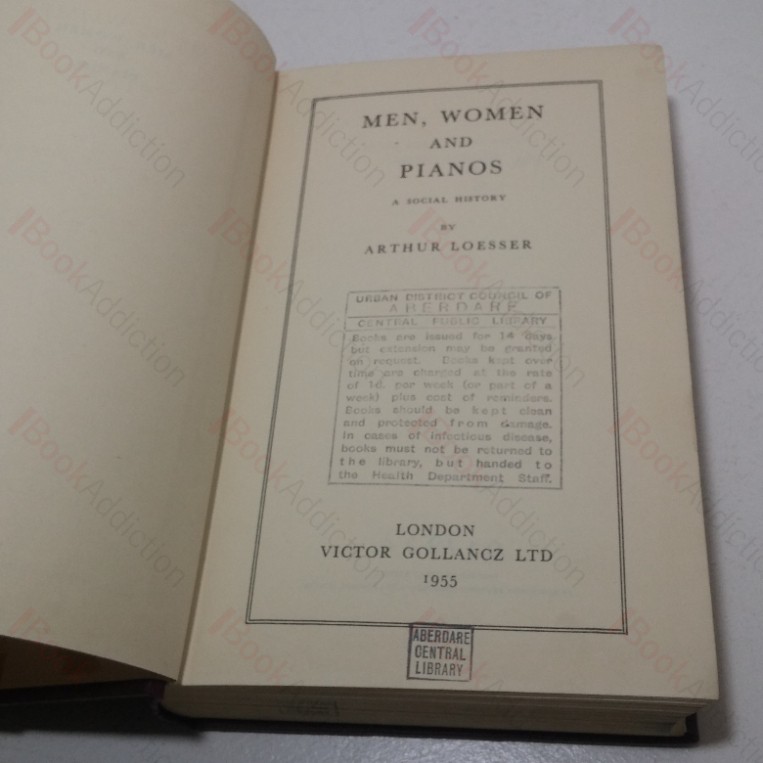 MEN, WOMEN
AND
PIANOS
A SOCIAL HISTORY
BY
ARTHUR LOESSER
URBAN DISTRICT COUNCIL OF
ABERDARE
CENTRAL PUBLIC LIBRARY
Books are issued for 14 days
but extension may be granted
on request. Books kept over
time are charged at the rate
of 1d. per week (or part of a
week) plus cost of reminders.
Books should be kept clean
and protected from damage.
In cases of infectious disease,
books must not be returned to
the library, but handed to
the Health Department Staff.
LONDON
VICTOR GOLLANCZ LTD
1955
ABERDARE
CENTRAL
LIBRARY
BookAddiction